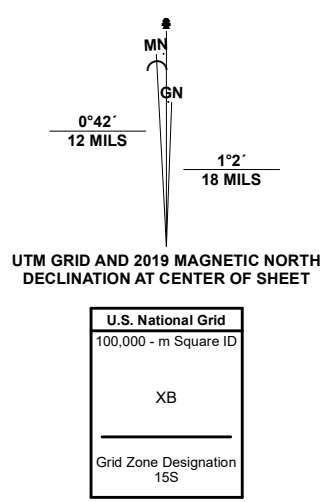 MN
GN
0°42´
12 MILS
1°2´
18 MILS
UTM GRID AND 2019 MAGNETIC NORTH
DECLINATION AT CENTER OF SHEET
U.S. National Grid
100,000 - m Square ID
XB
Grid Zone Designation
15S